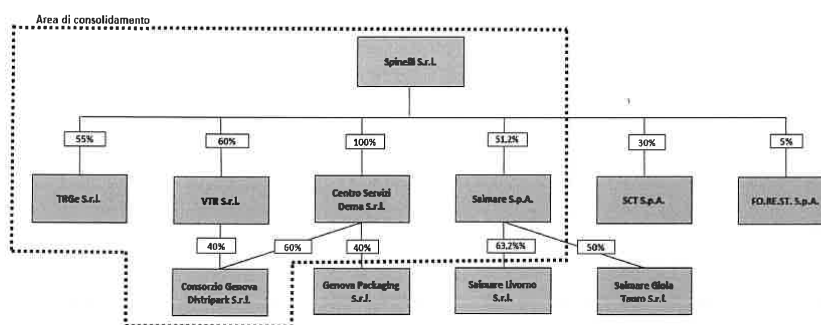 Area di consolidamento
Spinelli S.r.l.
55%
60%
100%
51,2%
30%
5%
TRGe S.r.l.
VTR S.r.l.
Centro Servizi
Derna S.r.l.
Saimare S.p.A.
SCT S.p.A.
FO.RE.ST. S.p.A.
40%
60%
40%
63,2%%
50%
Consorzio Genova
Distripark S.r.l.
Genova Packaging
S.r.l.
Saimare Livorno
S.r.l.
Saimare Gioia
Tauro S.r.l.